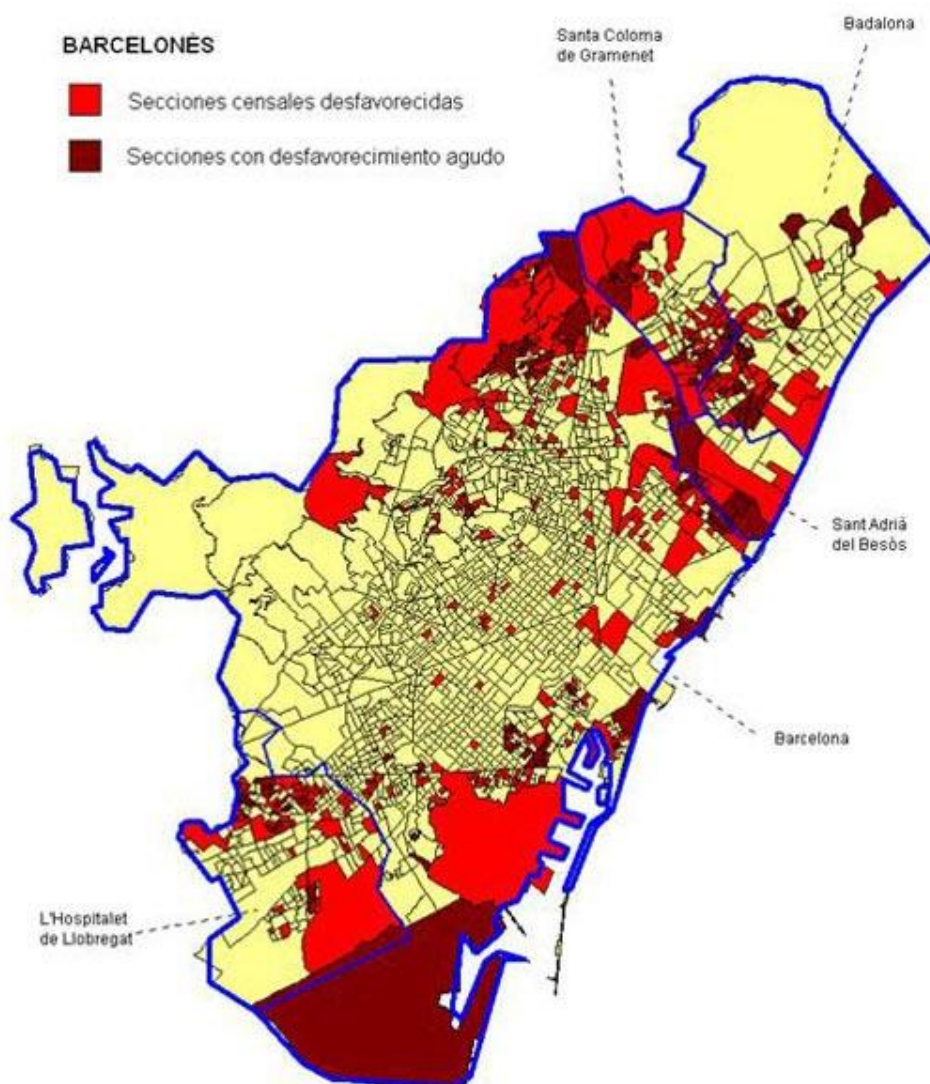 BARCELONÈS
Secciones censales desfavorecidas
Secciones con desfavorecimiento agudo
Santa Coloma
de Gramenet
Badalona
Sant Adrià
del Besòs
Barcelona
L'Hospitalet
de Llobregat